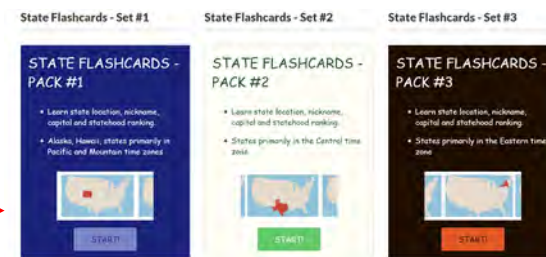 State Flashcards - Set #1
STATE FLASHCARDS -
PACK #1
• Learn state location, nickname,
capital and statehood ranking.
• Alaska, Hawaii, states primarily in
Pacific and Mountain time zones
START!
State Flashcards - Set #2
STATE FLASHCARDS -
PACK #2
• Learn state location, nickname,
capital and statehood ranking.
• States primarily in the Central time
zone
START!
State Flashcards - Set #3
STATE FLASHCARDS -
PACK #3
• Learn state location, nickname,
capital and statehood ranking.
• States primarily in the Eastern time
zone
START!